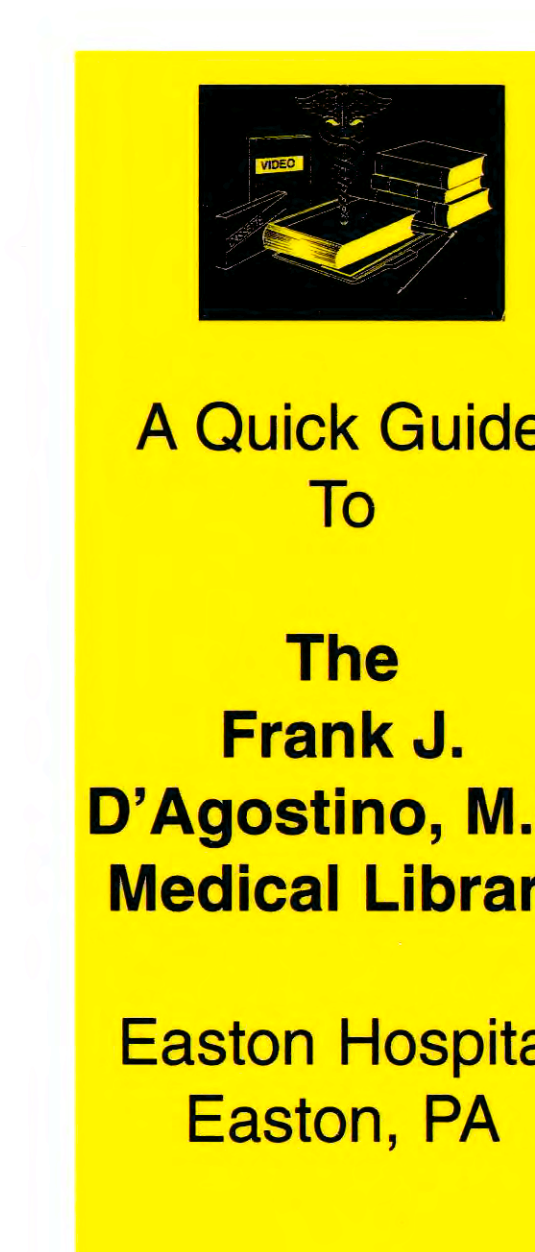 VIDEO
A Quick Guide
To
The
Frank J.
D'Agostino, M.
Medical Librar
Easton Hospita
Easton, PA